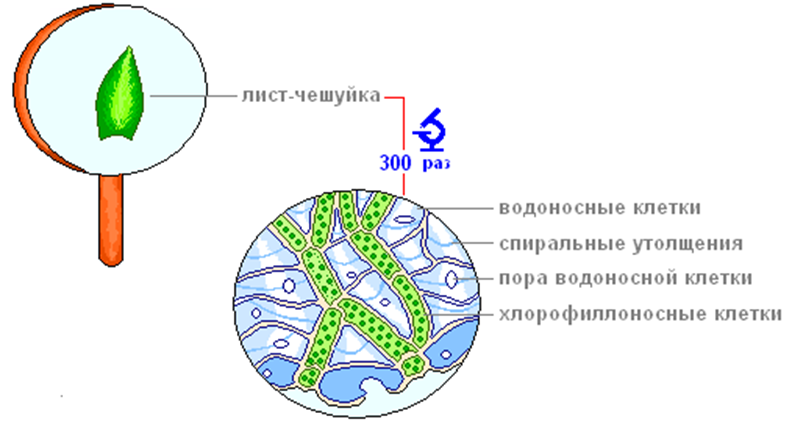 лист-чешуйка
300 раз
водоносные клетки
спиральные утолщения
пора водоносной клетки
хлорофиллоносные клетки